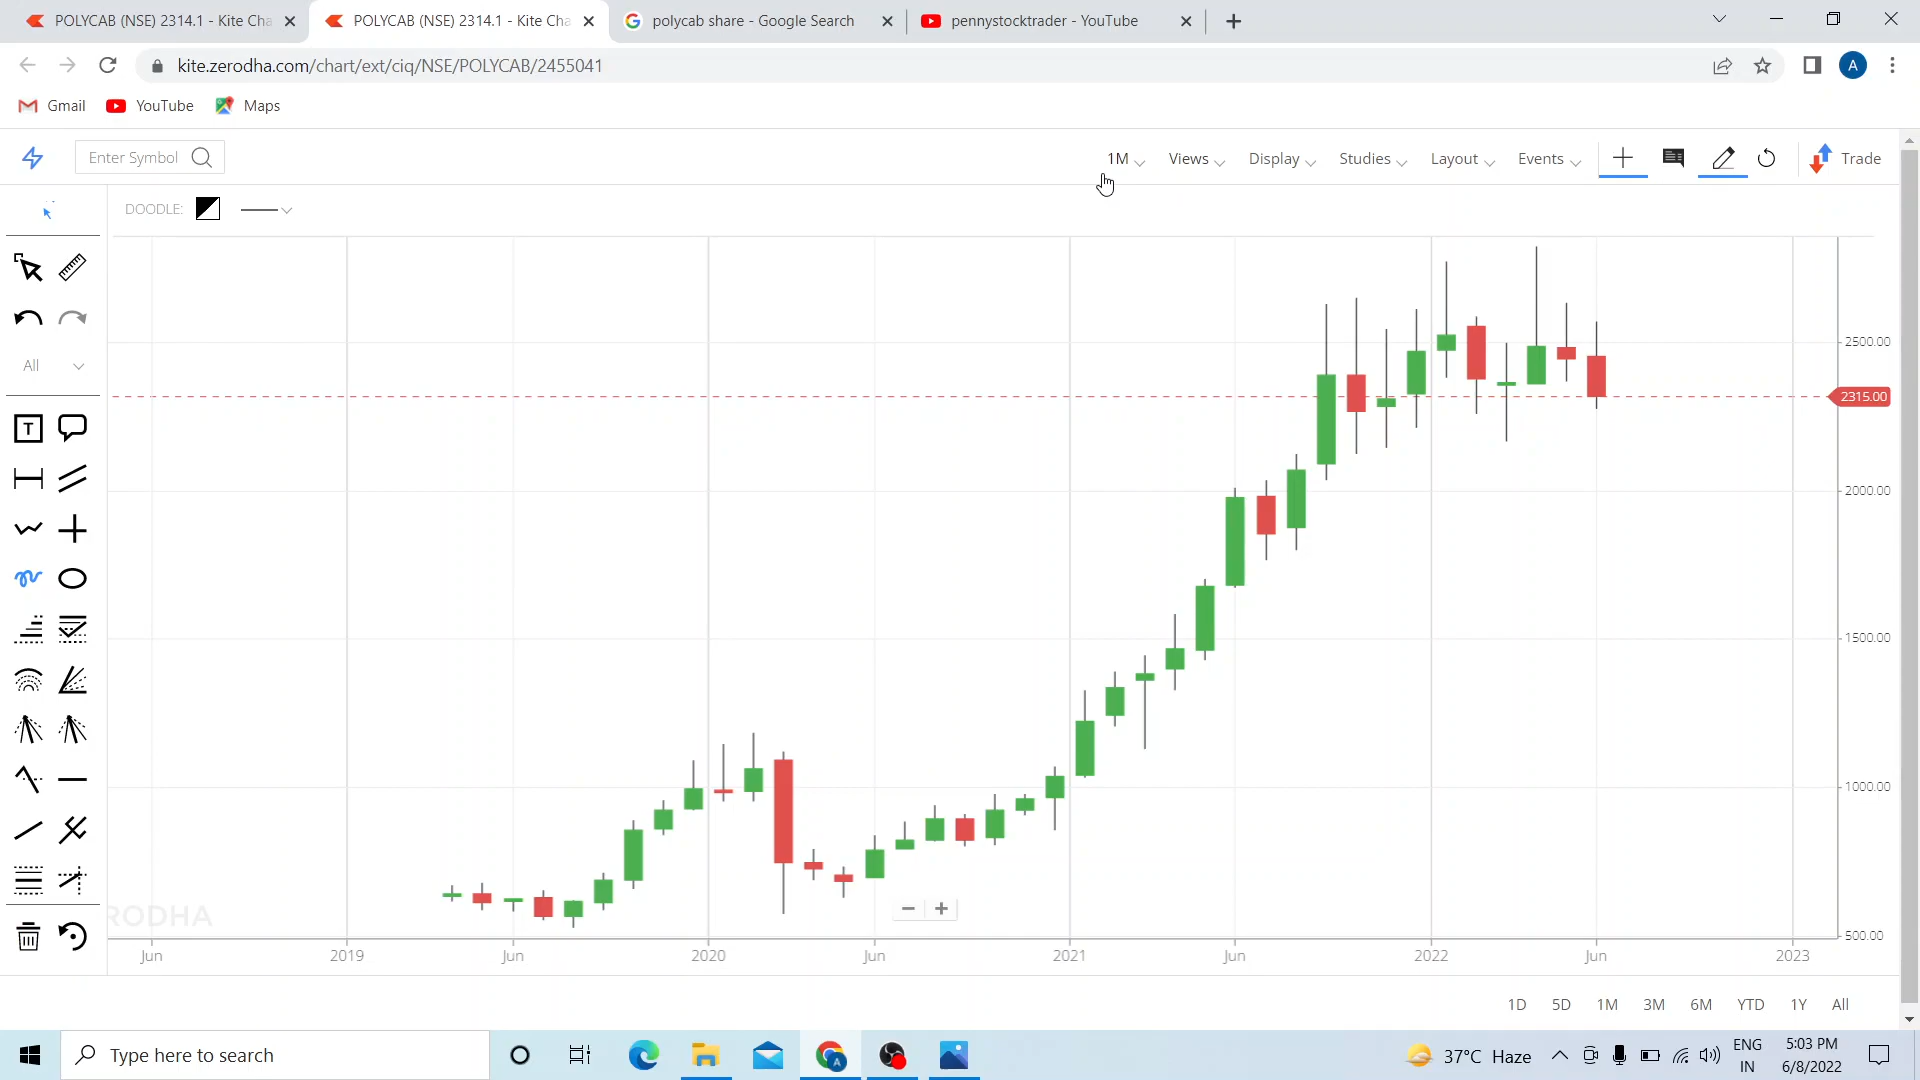 POLYCAB (NSE) 2314.1 - Kite Cha
POLYCAB (NSE) 2314.1 - Kite Cha
polycab share - Google Search
pennystocktrader - YouTube
kite.zerodha.com/chart/ext/ciq/NSE/POLYCAB/2455041
A
Gmail YouTube Maps
Enter Symbol
1M Views Display Studies Layout Events Trade
DOODLE:
All
T
2500.00
2315.00
2000.00
1500.00
1000.00
500.00
RODHA
Jun 2019 Jun 2020 Jun 2021 Jun 2022 Jun 2023
1D 5D 1M 3M 6M YTD 1Y All
Type here to search
37°C Haze
ENG
IN
5:03 PM
6/8/2022